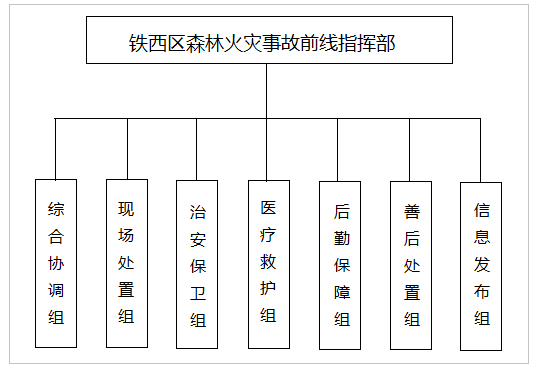 铁西区森林火灾事故前线指挥部
综合协调组
现场处置组
治安保卫组
医疗救护组
后勤保障组
善后处置组
信息发布组